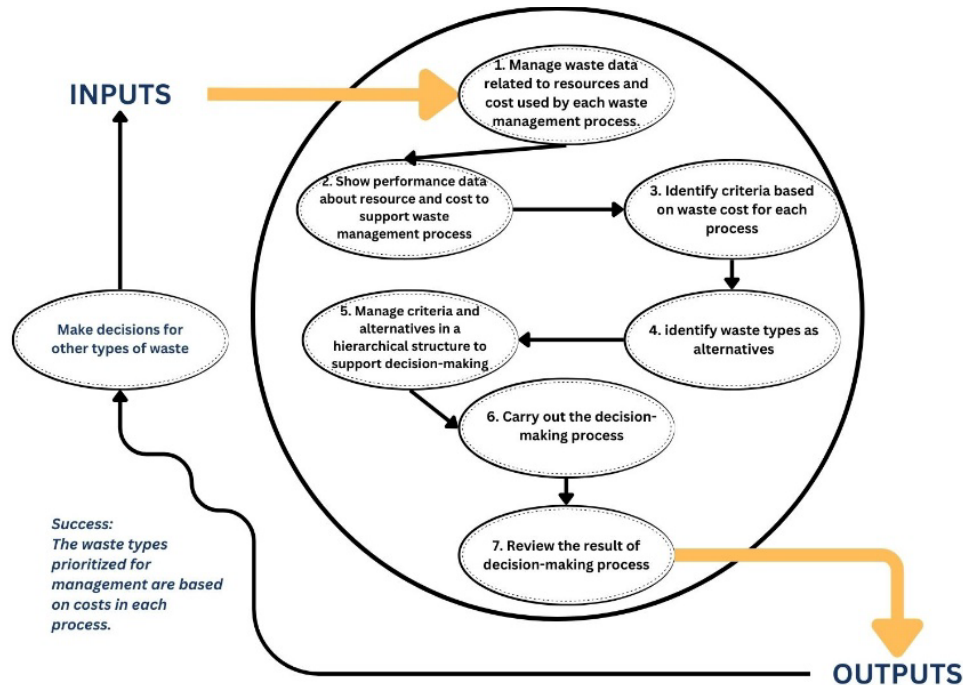 INPUTS
1. Manage waste data
related to resources and
cost used by each waste
management process.
2. Show performance data
about resource and cost to
support waste
management process
3. Identify criteria based
on waste cost for each
process
4. identify waste types as
alternatives
5. Manage criteria and
alternatives in a
hierarchical structure to
support decision-making
6. Carry out the decision-
making process
7. Review the result of
decision-making process
OUTPUTS
Make decisions for
other types of waste
Success:
The waste types
prioritized for
management are based
on costs in each
process.